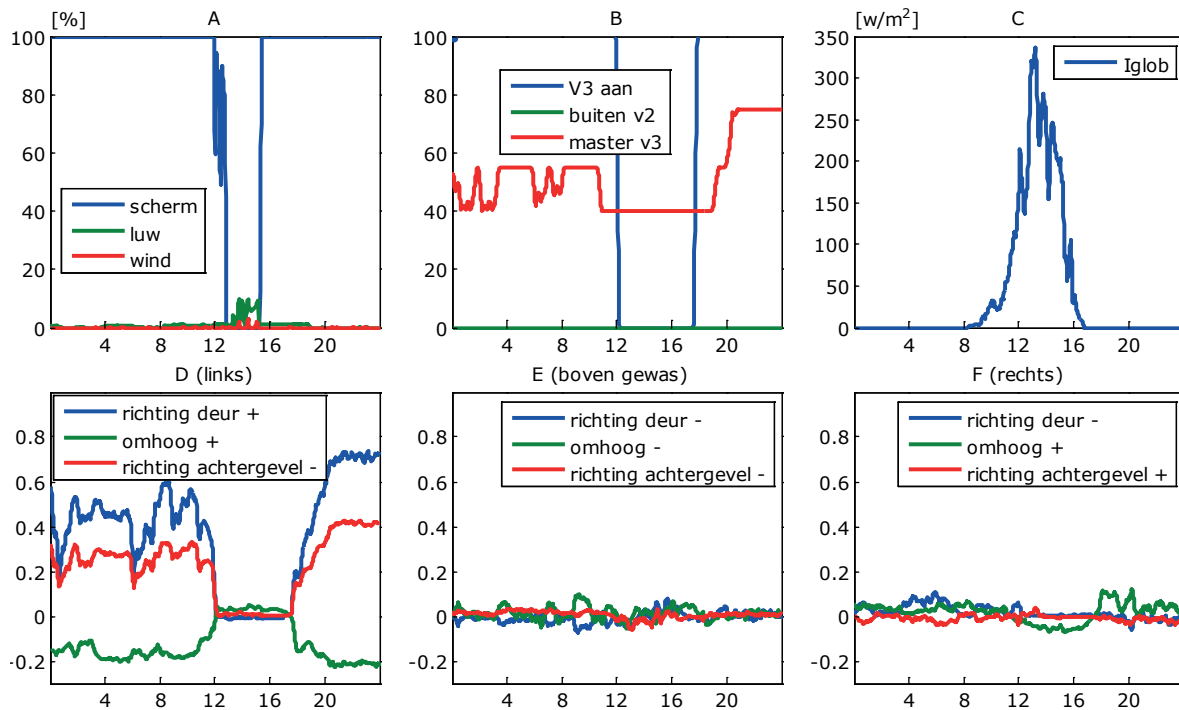 [%] A
100
80
60
40
20
0
scherm
luw
wind
4 8 12 16 20
B
100
80
60
40
20
0
V3 aan
buiten v2
master v3
4 8 12 16 20
[w/m²] C
350
300
250
200
150
100
50
0
Iglob
4 8 12 16 20
D (links)
richting deur +
omhoog +
richting achtergevel -
0.8
0.6
0.4
0.2
0
-0.2
4 8 12 16 20
E (boven gewas)
richting deur -
omhoog -
richting achtergevel -
0.8
0.6
0.4
0.2
0
-0.2
4 8 12 16 20
F (rechts)
richting deur -
omhoog +
richting achtergevel +
0.8
0.6
0.4
0.2
0
-0.2
4 8 12 16 20